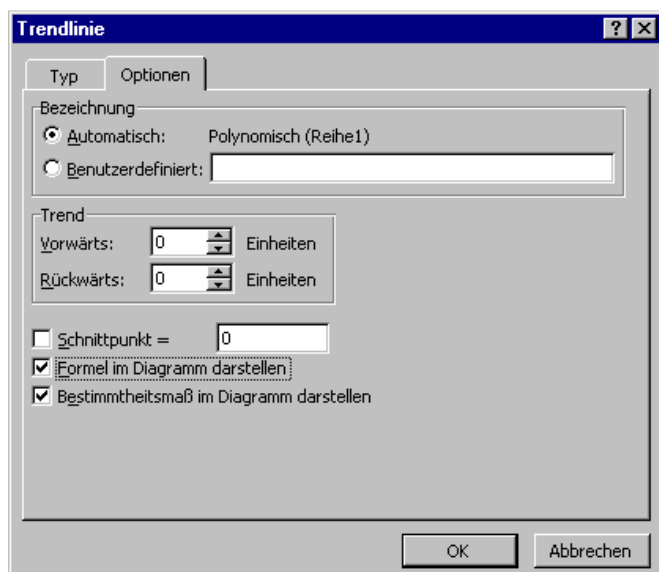 Trendlinie
Typ Optionen
Bezeichnung
Automatisch: Polynomisch (Reihe1)
Benutzerdefiniert:
Trend
Vorwärts: 0 Einheiten
Rückwärts: 0 Einheiten
Schnittpunkt = 0
Formel im Diagramm darstellen
Bestimmtheitsmaß im Diagramm darstellen
OK Abbrechen